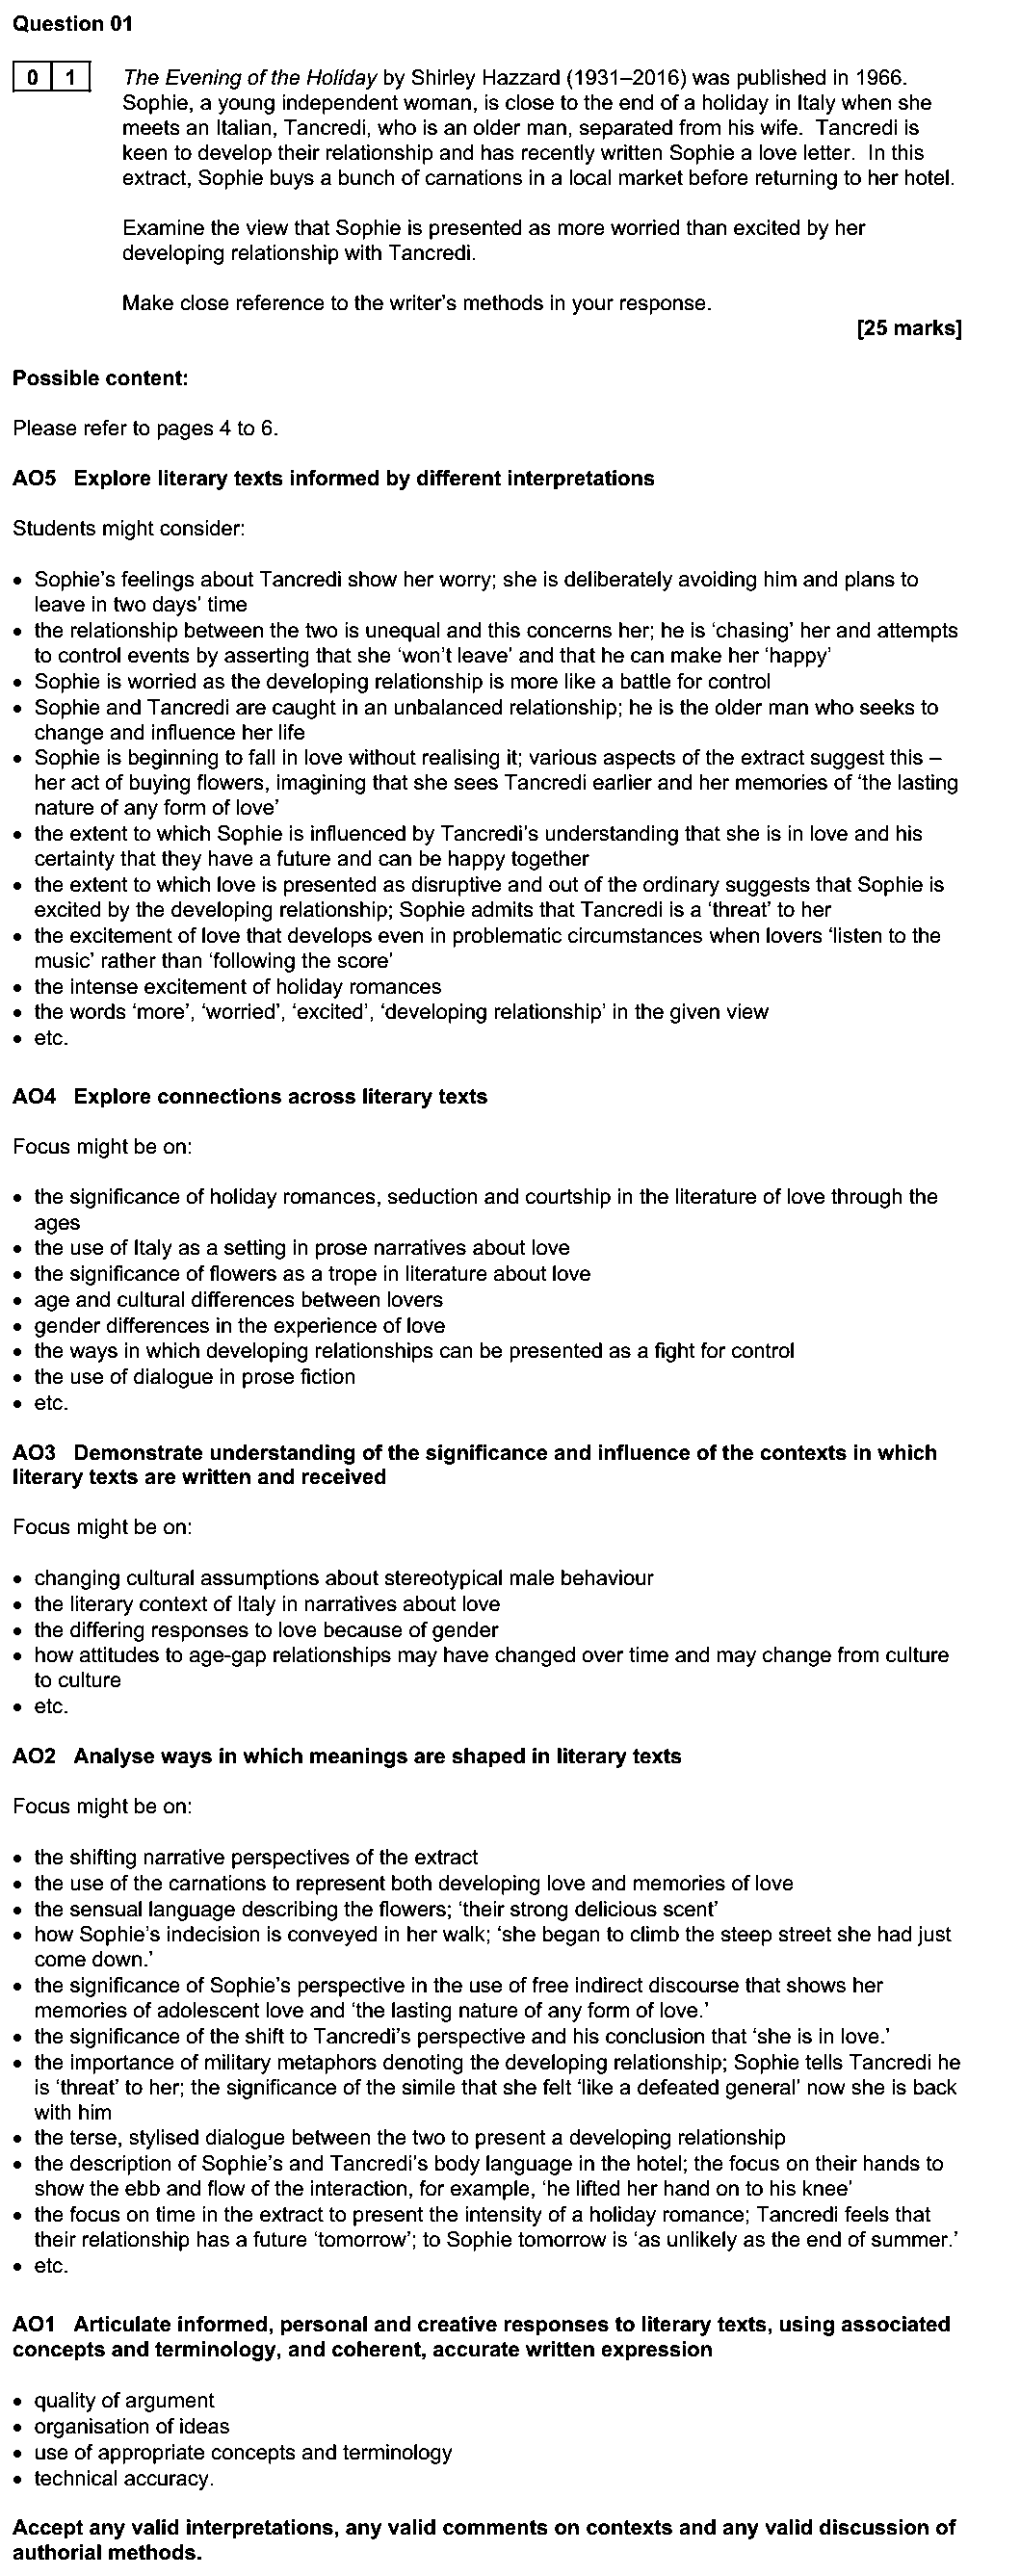 Question 01
0 1 The Evening of the Holiday by Shirley Hazzard (1931–2016) was published in 1966.
Sophie, a young independent woman, is close to the end of a holiday in Italy when she
meets an Italian, Tancredi, who is an older man, separated from his wife. Tancredi is
keen to develop their relationship and has recently written Sophie a love letter. In this
extract, Sophie buys a bunch of carnations in a local market before returning to her hotel.
Examine the view that Sophie is presented as more worried than excited by her
developing relationship with Tancredi.
Make close reference to the writer's methods in your response.
[25 marks]
Possible content:
Please refer to pages 4 to 6.
AO5 Explore literary texts informed by different interpretations
Students might consider:
• Sophie's feelings about Tancredi show her worry; she is deliberately avoiding him and plans to
leave in two days' time
• the relationship between the two is unequal and this concerns her; he is 'chasing' her and attempts
to control events by asserting that she 'won't leave' and that he can make her 'happy'
• Sophie is worried as the developing relationship is more like a battle for control
• Sophie and Tancredi are caught in an unbalanced relationship; he is the older man who seeks to
change and influence her life
• Sophie is beginning to fall in love without realising it; various aspects of the extract suggest this –
her act of buying flowers, imagining that she sees Tancredi earlier and her memories of 'the lasting
nature of any form of love'
• the extent to which Sophie is influenced by Tancredi's understanding that she is in love and his
certainty that they have a future and can be happy together
• the extent to which love is presented as disruptive and out of the ordinary suggests that Sophie is
excited by the developing relationship; Sophie admits that Tancredi is a 'threat' to her
• the excitement of love that develops even in problematic circumstances when lovers 'listen to the
music' rather than 'following the score'
• the intense excitement of holiday romances
• the words 'more', 'worried', 'excited', 'developing relationship' in the given view
• etc.
AO4 Explore connections across literary texts
Focus might be on:
• the significance of holiday romances, seduction and courtship in the literature of love through the
ages
• the use of Italy as a setting in prose narratives about love
• the significance of flowers as a trope in literature about love
• age and cultural differences between lovers
• gender differences in the experience of love
• the ways in which developing relationships can be presented as a fight for control
• the use of dialogue in prose fiction
• etc.
AO3 Demonstrate understanding of the significance and influence of the contexts in which
literary texts are written and received
Focus might be on:
• changing cultural assumptions about stereotypical male behaviour
• the literary context of Italy in narratives about love
• the differing responses to love because of gender
• how attitudes to age-gap relationships may have changed over time and may change from culture
to culture
• etc.
AO2 Analyse ways in which meanings are shaped in literary texts
Focus might be on:
• the shifting narrative perspectives of the extract
• the use of the carnations to represent both developing love and memories of love
• the sensual language describing the flowers; 'their strong delicious scent'
• how Sophie's indecision is conveyed in her walk; 'she began to climb the steep street she had just
come down.'
• the significance of Sophie's perspective in the use of free indirect discourse that shows her
memories of adolescent love and 'the lasting nature of any form of love.'
• the significance of the shift to Tancredi's perspective and his conclusion that 'she is in love.'
• the importance of military metaphors denoting the developing relationship; Sophie tells Tancredi he
is 'threat' to her; the significance of the simile that she felt 'like a defeated general' now she is back
with him
• the terse, stylised dialogue between the two to present a developing relationship
• the description of Sophie's and Tancredi's body language in the hotel; the focus on their hands to
show the ebb and flow of the interaction, for example, 'he lifted her hand on to his knee'
• the focus on time in the extract to present the intensity of a holiday romance; Tancredi feels that
their relationship has a future 'tomorrow'; to Sophie tomorrow is 'as unlikely as the end of summer.'
• etc.
AO1 Articulate informed, personal and creative responses to literary texts, using associated
concepts and terminology, and coherent, accurate written expression
• quality of argument
• organisation of ideas
• use of appropriate concepts and terminology
• technical accuracy.
Accept any valid interpretations, any valid comments on contexts and any valid discussion of
authorial methods.